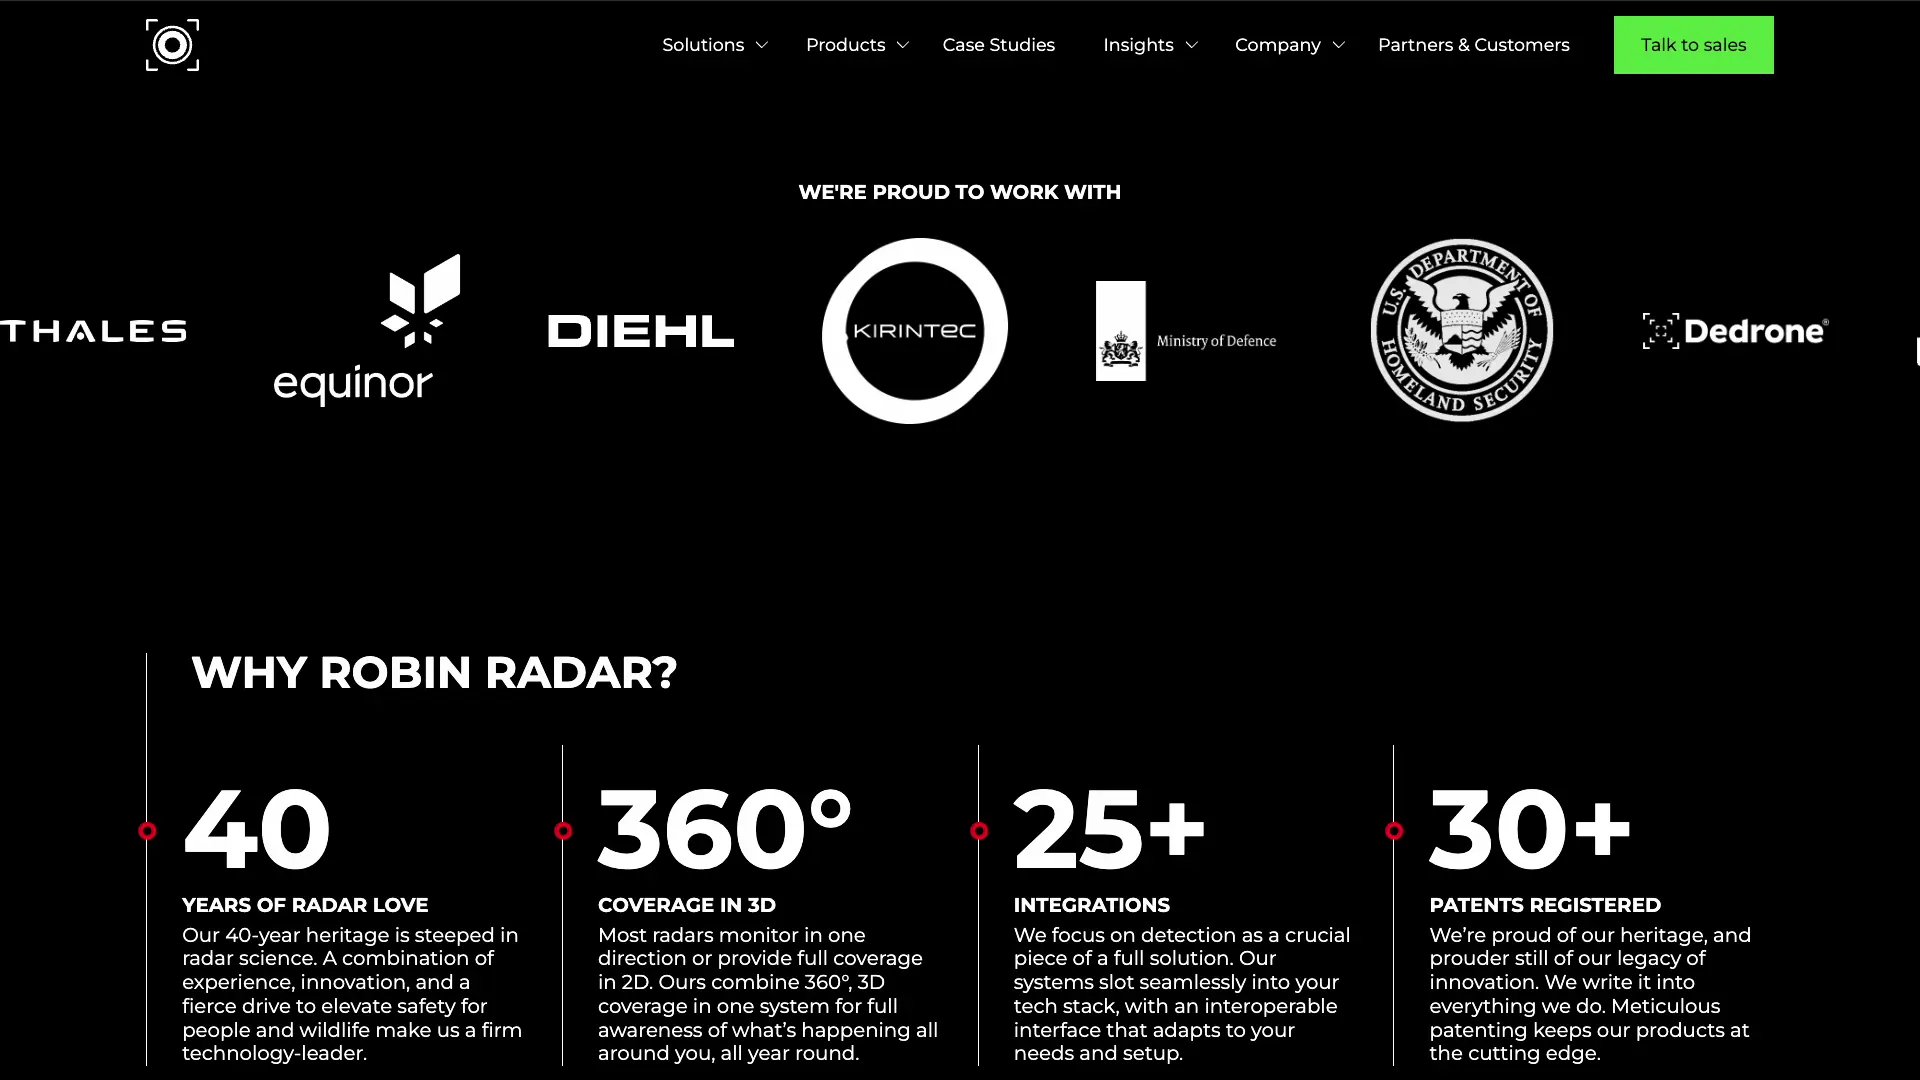 Solutions Products Case Studies Insights Company Partners & Customers Talk to sales
WE'RE PROUD TO WORK WITH
THALES
equinor
DIEHL
KIRINTEC
Ministry of Defence
U.S. DEPARTMENT OF HOMELAND SECURITY
Dedrone®
WHY ROBIN RADAR?
40
YEARS OF RADAR LOVE
Our 40-year heritage is steeped in
radar science. A combination of
experience, innovation, and a
fierce drive to elevate safety for
people and wildlife make us a firm
technology-leader.
360°
COVERAGE IN 3D
Most radars monitor in one
direction or provide full coverage
in 2D. Ours combine 360°, 3D
coverage in one system for full
awareness of what’s happening all
around you, all year round.
25+
INTEGRATIONS
We focus on detection as a crucial
piece of a full solution. Our
systems slot seamlessly into your
tech stack, with an interoperable
interface that adapts to your
needs and setup.
30+
PATENTS REGISTERED
We’re proud of our heritage, and
prouder still of our legacy of
innovation. We write it into
everything we do. Meticulous
patenting keeps our products at
the cutting edge.